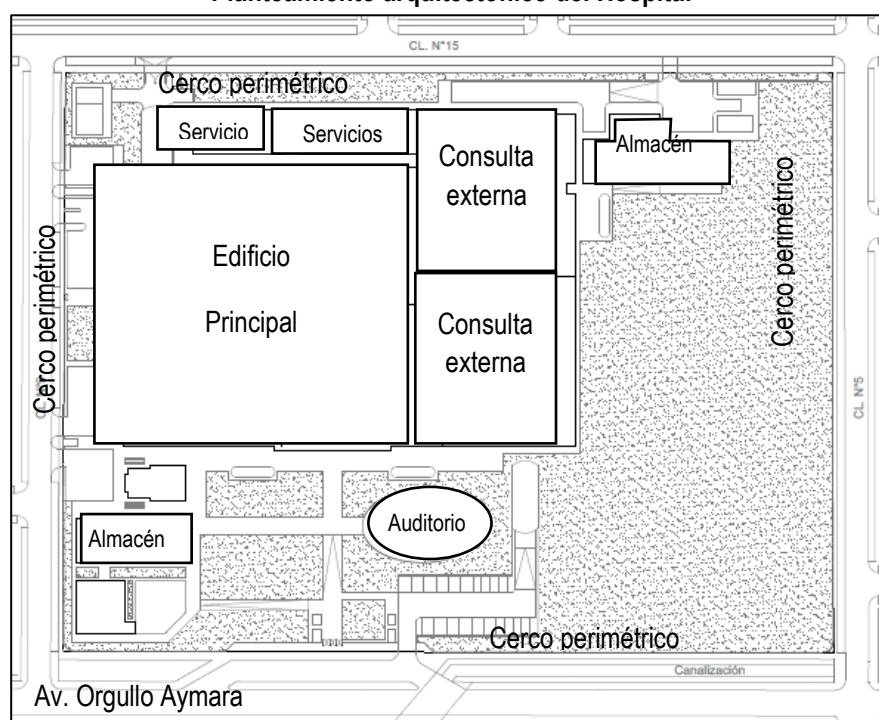 Planteamiento arquitectónico del Hospital
CL. N°15
Cerco perimétrico
Servicio
Servicios
Consulta
externa
Almacén
Cerco perimétrico
Cerco perimétrico
Edificio
Principal
Consulta
externa
CL. N°5
Auditorio
Almacén
Cerco perimétrico
Canalización
Av. Orgullo Aymara